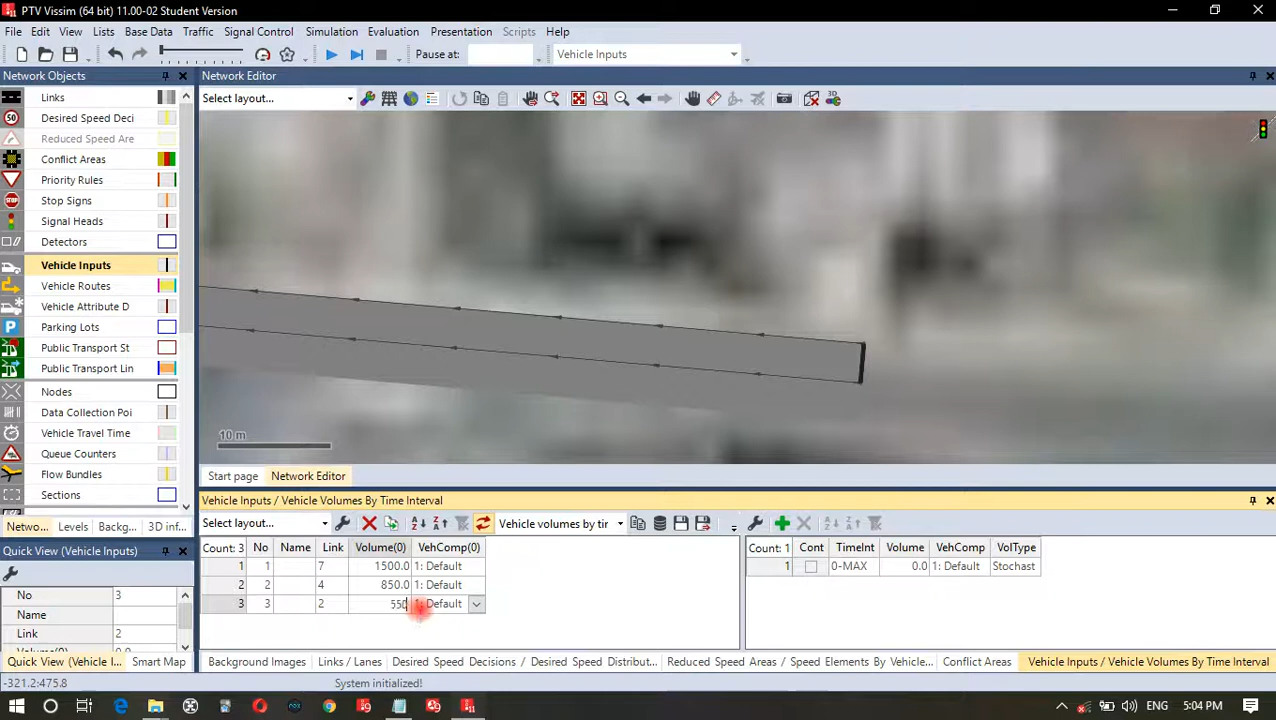 PTV Vissim (64 bit) 11.00-02 Student Version
File Edit View Lists Base Data Traffic Signal Control Simulation Evaluation Presentation Scripts Help
Pause at: Vehicle Inputs
Network Objects
Links
Desired Speed Deci
Reduced Speed Are
Conflict Areas
Priority Rules
Stop Signs
Signal Heads
Detectors
Vehicle Inputs
Vehicle Routes
Vehicle Attribute D
Parking Lots
Public Transport St
Public Transport Lin
Nodes
Data Collection Poi
Vehicle Travel Time
Queue Counters
Flow Bundles
Sections
Netwo... Levels Backg... 3D inf...
Network Editor
Select layout...
10 m
Start page Network Editor
Quick View (Vehicle Inputs)
No 3
Name
Link 2
Quick View (Vehicle I... Smart Map
Vehicle Inputs / Vehicle Volumes By Time Interval
Select layout... Vehicle volumes by tir
Count: 3 No Name Link Volume(0) VehComp(0)
1 1 7 1500.0 1: Default
2 2 4 850.0 1: Default
3 3 2 550 1: Default
Count: 1 Cont TimeInt Volume VehComp VolType
1 0-MAX 0.0 1: Default Stochast
Background Images Links / Lanes Desired Speed Decisions / Desired Speed Distribut... Reduced Speed Areas / Speed Elements By Vehicle... Conflict Areas Vehicle Inputs / Vehicle Volumes By Time Interval
-321.2:475.8 System initialized!
5:04 PM